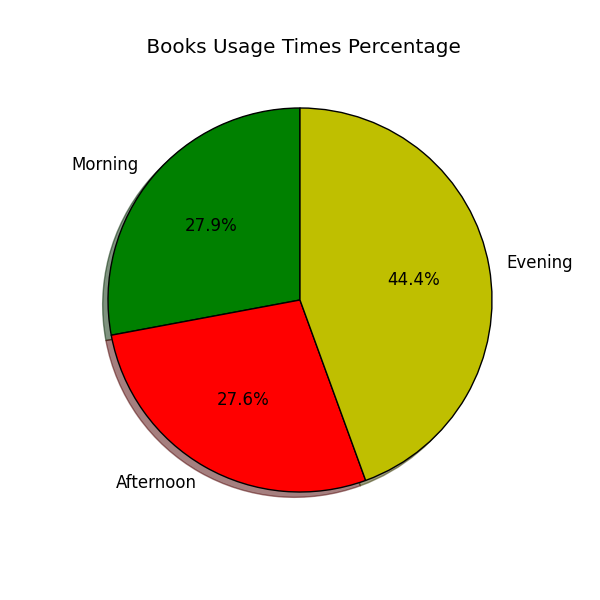 Books Usage Times Percentage
Morning
27.9%
Evening
44.4%
27.6%
Afternoon